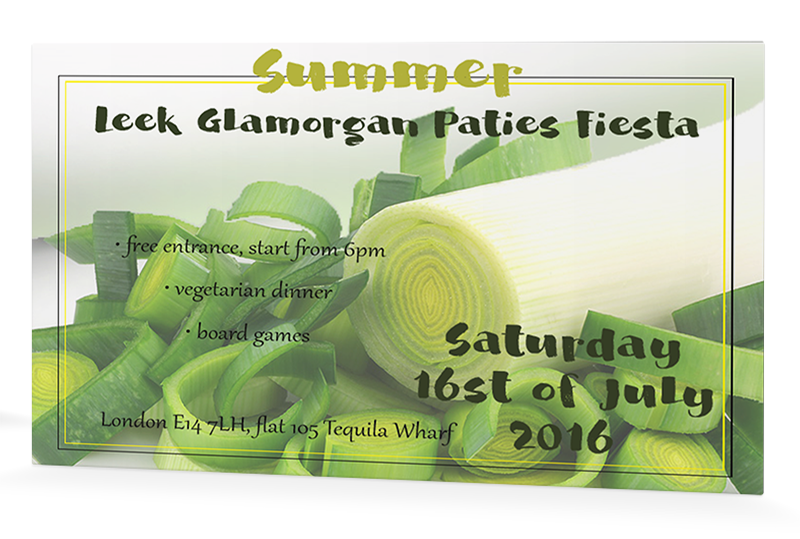 Summer
Leek Glamorgan Paties Fiesta
• free entrance, start from 6pm
• vegetarian dinner
• board games
Saturday
16st of July
2016
London E14 7LH, flat 105 Tequila Wharf